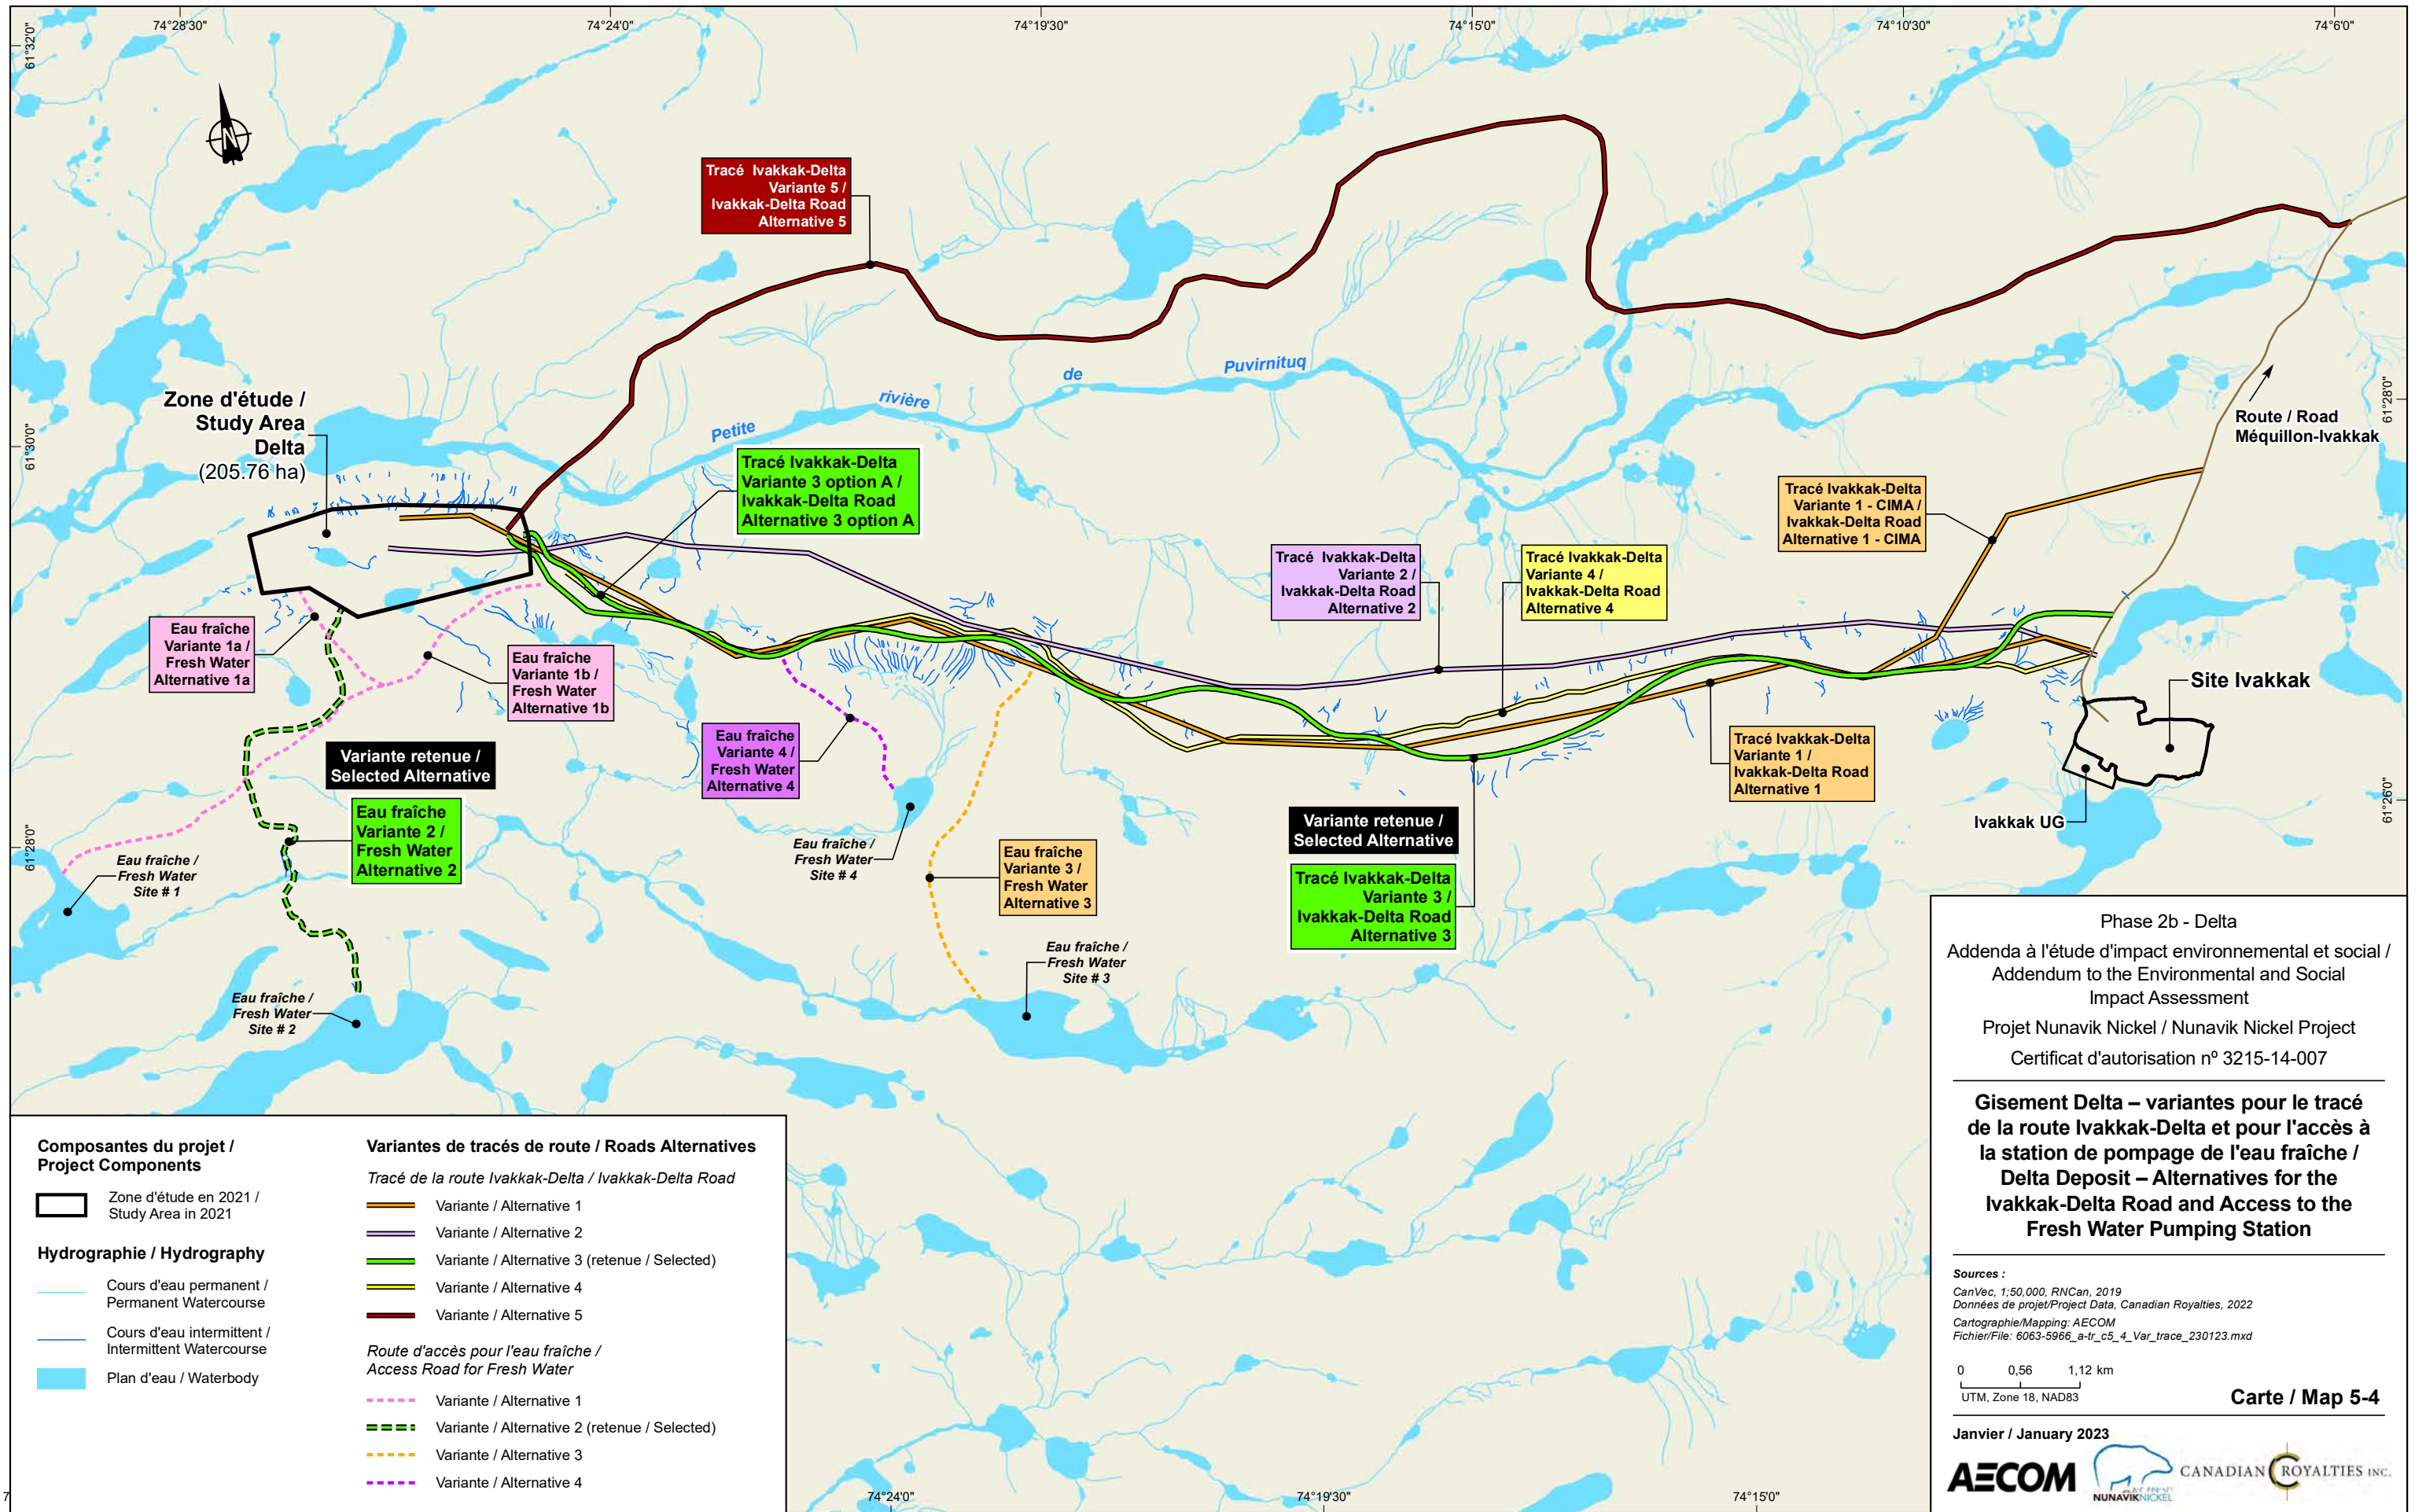 74°28'30"
74°24'0"
74°19'30"
74°15'0"
74°10'30"
74°6'0"
61°32'0"
61°30'0"
61°28'0"
61°28'0"
61°26'0"
N
Tracé Ivakkak-Delta
Variante 5 /
Ivakkak-Delta Road
Alternative 5
Petite
rivière
de
Puvirnituq
Zone d'étude /
Study Area
Delta
(205.76 ha)
Route / Road
Méquillon-Ivakkak
Tracé Ivakkak-Delta
Variante 3 option A /
Ivakkak-Delta Road
Alternative 3 option A
Tracé Ivakkak-Delta
Variante 1 - CIMA /
Ivakkak-Delta Road
Alternative 1 - CIMA
Tracé Ivakkak-Delta
Variante 2 /
Ivakkak-Delta Road
Alternative 2
Tracé Ivakkak-Delta
Variante 4 /
Ivakkak-Delta Road
Alternative 4
Eau fraîche
Variante 1a /
Fresh Water
Alternative 1a
Eau fraîche
Variante 1b /
Fresh Water
Alternative 1b
Site Ivakkak
Eau fraîche
Variante 4 /
Fresh Water
Alternative 4
Tracé Ivakkak-Delta
Variante 1 /
Ivakkak-Delta Road
Alternative 1
Variante retenue /
Selected Alternative
Eau fraîche
Variante 2 /
Fresh Water
Alternative 2
Ivakkak UG
Variante retenue /
Selected Alternative
Tracé Ivakkak-Delta
Variante 3 /
Ivakkak-Delta Road
Alternative 3
Eau fraîche /
Fresh Water
Site # 4
Eau fraîche
Variante 3 /
Fresh Water
Alternative 3
Eau fraîche /
Fresh Water
Site # 1
Eau fraîche /
Fresh Water
Site # 3
Eau fraîche /
Fresh Water
Site # 2
Composantes du projet /
Project Components
Zone d'étude en 2021 /
Study Area in 2021
Hydrographie / Hydrography
Cours d'eau permanent /
Permanent Watercourse
Cours d'eau intermittent /
Intermittent Watercourse
Plan d'eau / Waterbody
Variantes de tracés de route / Roads Alternatives
Tracé de la route Ivakkak-Delta / Ivakkak-Delta Road
Variante / Alternative 1
Variante / Alternative 2
Variante / Alternative 3 (retenue / Selected)
Variante / Alternative 4
Variante / Alternative 5
Route d'accès pour l'eau fraîche /
Access Road for Fresh Water
Variante / Alternative 1
Variante / Alternative 2 (retenue / Selected)
Variante / Alternative 3
Variante / Alternative 4
7
74°24'0"
74°19'30"
74°15'0"
Phase 2b - Delta
Addenda à l'étude d'impact environnemental et social /
Addendum to the Environmental and Social
Impact Assessment
Projet Nunavik Nickel / Nunavik Nickel Project
Certificat d'autorisation nº 3215-14-007
Gisement Delta – variantes pour le tracé
de la route Ivakkak-Delta et pour l'accès à
la station de pompage de l'eau fraîche /
Delta Deposit – Alternatives for the
Ivakkak-Delta Road and Access to the
Fresh Water Pumping Station
Sources :
CanVec, 1;50,000, RNCan, 2019
Données de projet/Project Data, Canadian Royalties, 2022
Cartographie/Mapping: AECOM
Fichier/File: 6063-5966_a-tr_c5_4_Var_trace_230123.mxd
0 0,56 1,12 km
UTM, Zone 18, NAD83
Carte / Map 5-4
Janvier / January 2023
AECOM
NUNAVIKNICKEL
CANADIAN ROYALTIES INC.